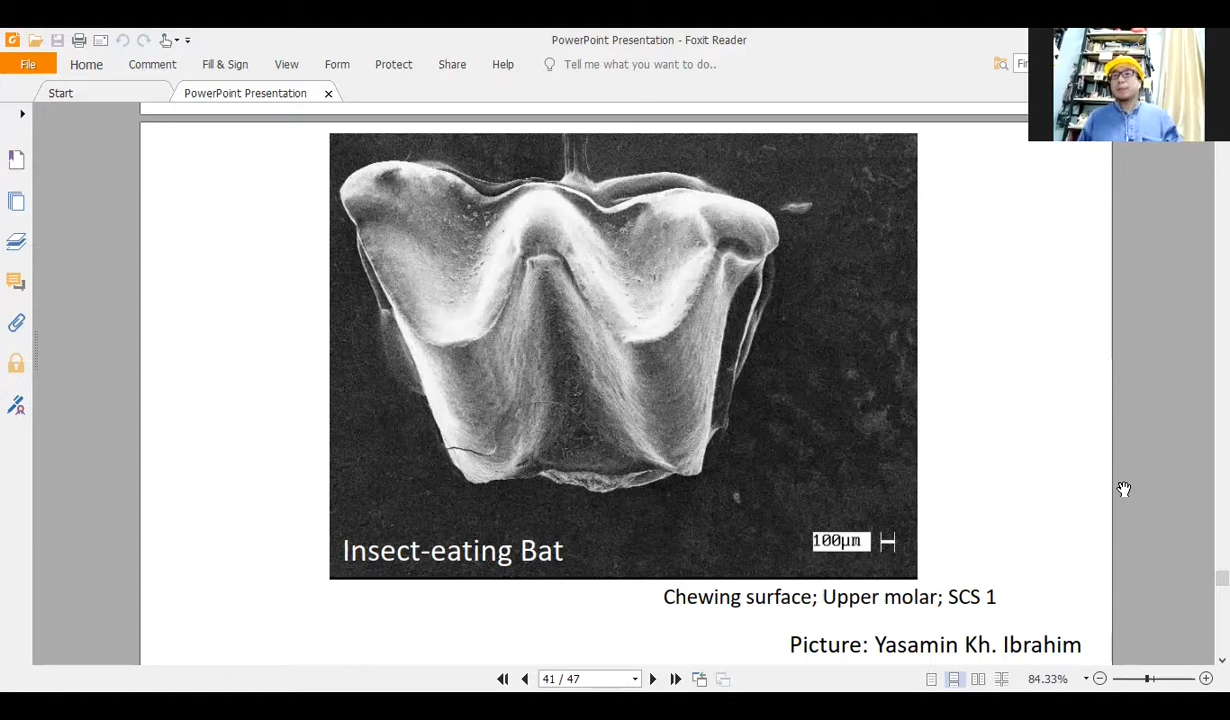 PowerPoint Presentation - Foxit Reader
File Home Comment Fill & Sign View Form Protect Share Help Tell me what you want to do..
Start PowerPoint Presentation
100µm
Insect-eating Bat
Chewing surface; Upper molar; SCS 1
Picture: Yasamin Kh. Ibrahim
41 / 47 84.33%